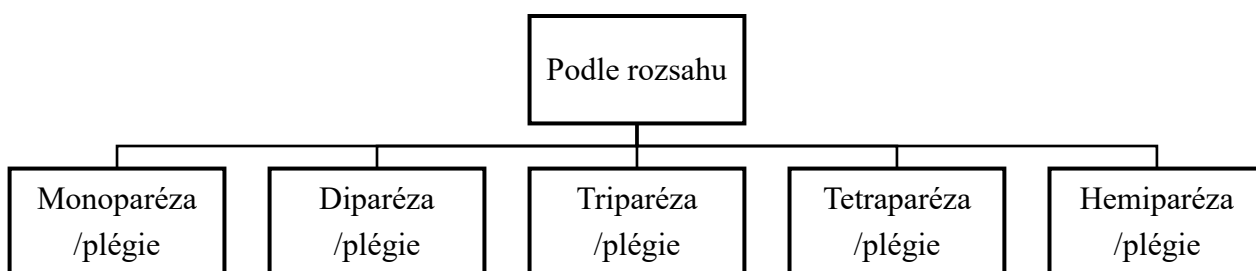 Podle rozsahu
Monoparéza
/plégie
Diparéza
/plégie
Triparéza
/plégie
Tetraparéza
/plégie
Hemiparéza
/plégie